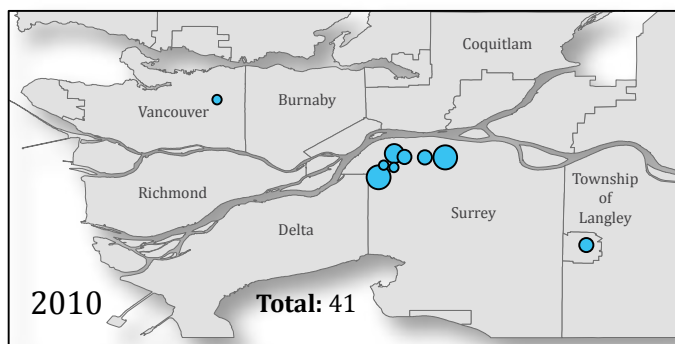 Coquitlam
Vancouver
Burnaby
Richmond
Township
of
Langley
Surrey
Delta
2010
Total: 41